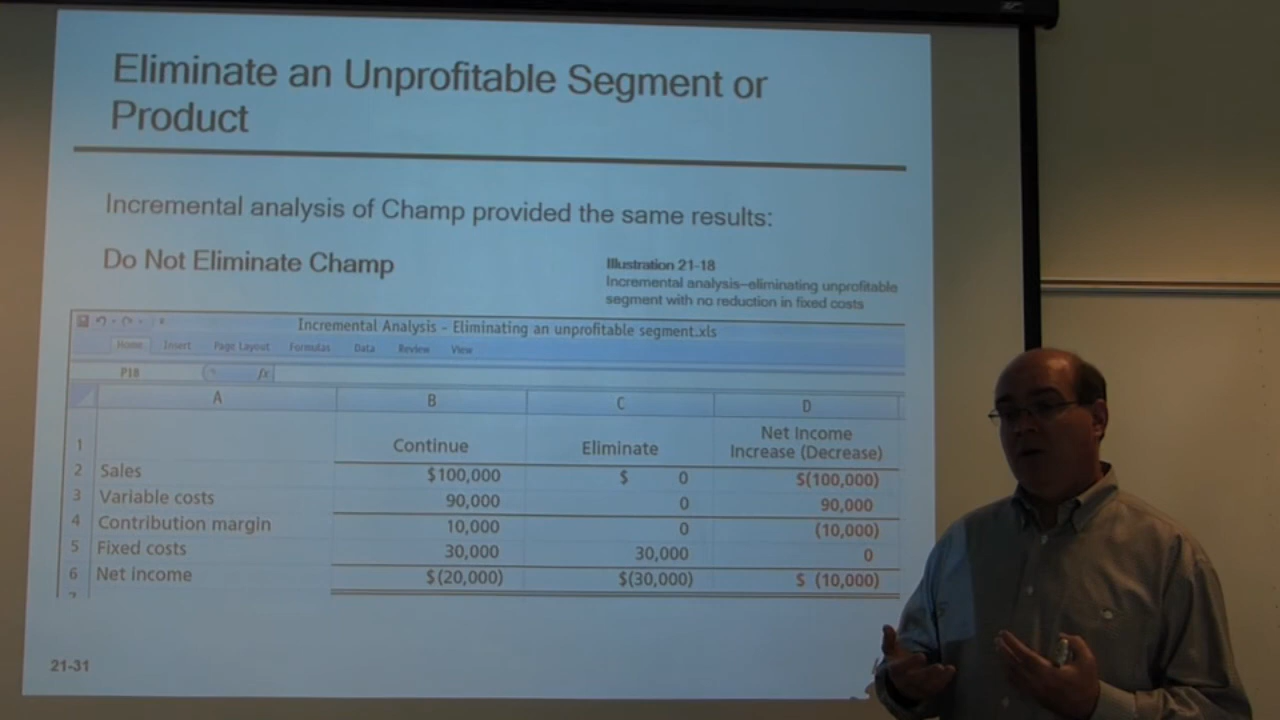 Eliminate an Unprofitable Segment or
Product
Incremental analysis of Champ provided the same results:
Do Not Eliminate Champ
Illustration 21-18
Incremental analysis—eliminating unprofitable
segment with no reduction in fixed costs
Incremental Analysis - Eliminating an unprofitable segment.xls
Home Insert Page Layout Formulas Data Review View
P18 fx
A B C D
1 Continue Eliminate Net Income
Increase (Decrease)
2 Sales $100,000 $ 0 $(100,000)
3 Variable costs 90,000 0 90,000
4 Contribution margin 10,000 0 (10,000)
5 Fixed costs 30,000 30,000 0
6 Net income $(20,000) $(30,000) $ (10,000)
21-31